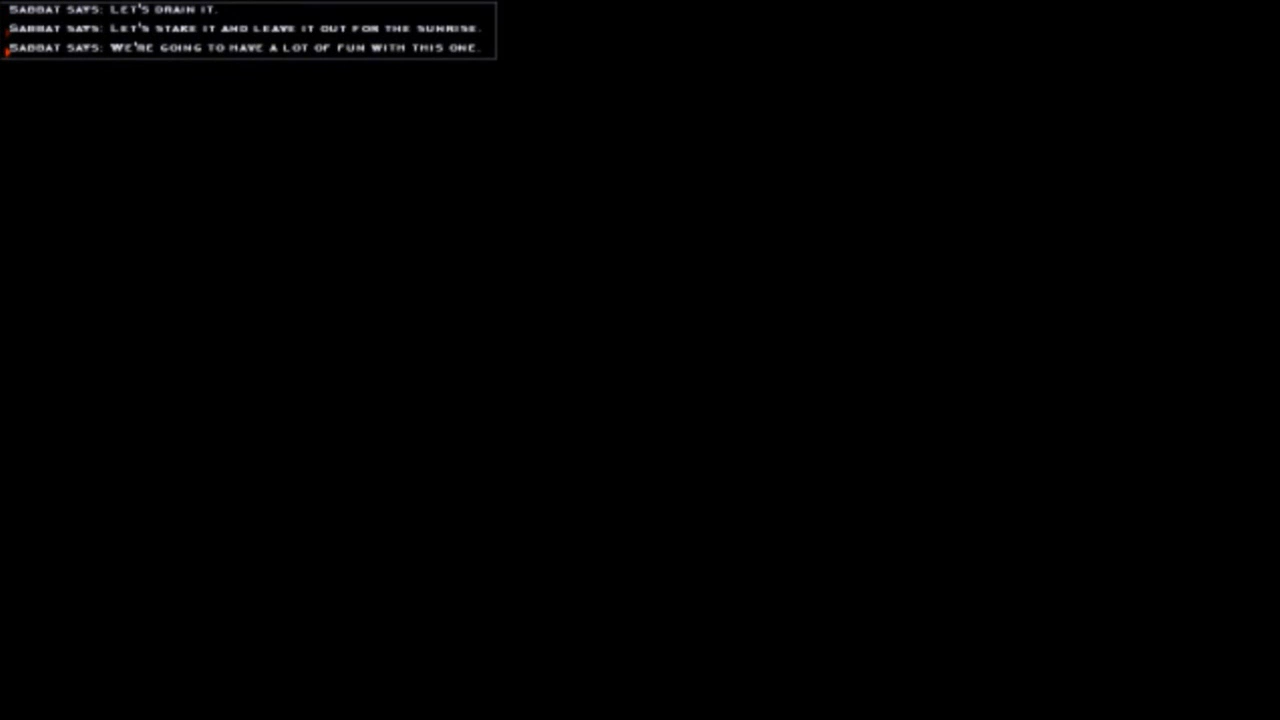 Sabbat says: Let's drain it.
Sabbat says: Let's stake it and leave it out for the sunrise.
Sabbat says: We're going to have a lot of fun with this one.